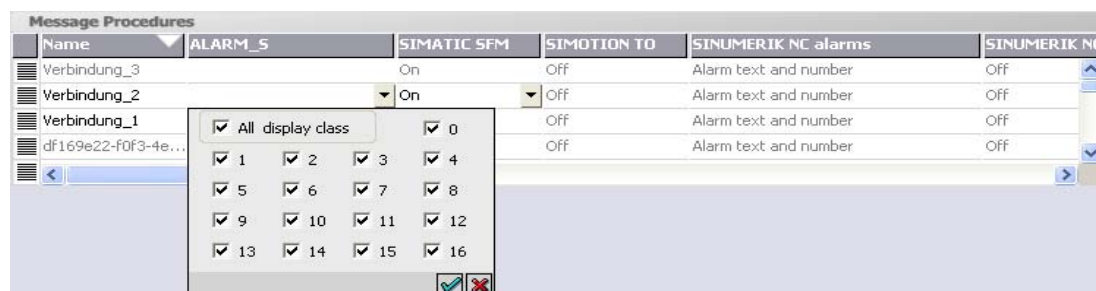 Message Procedures
Name ALARM_S SIMATIC SFM SIMOTION TO SINUMERIK NC alarms SINUMERIK NC
Verbindung_3 On Off Alarm text and number Off
Verbindung_2 On Off Alarm text and number Off
Verbindung_1 Off Alarm text and number Off
df169e22-f0f3-4e... Off Alarm text and number Off
All display class 0
1 2 3 4
5 6 7 8
9 10 11 12
13 14 15 16